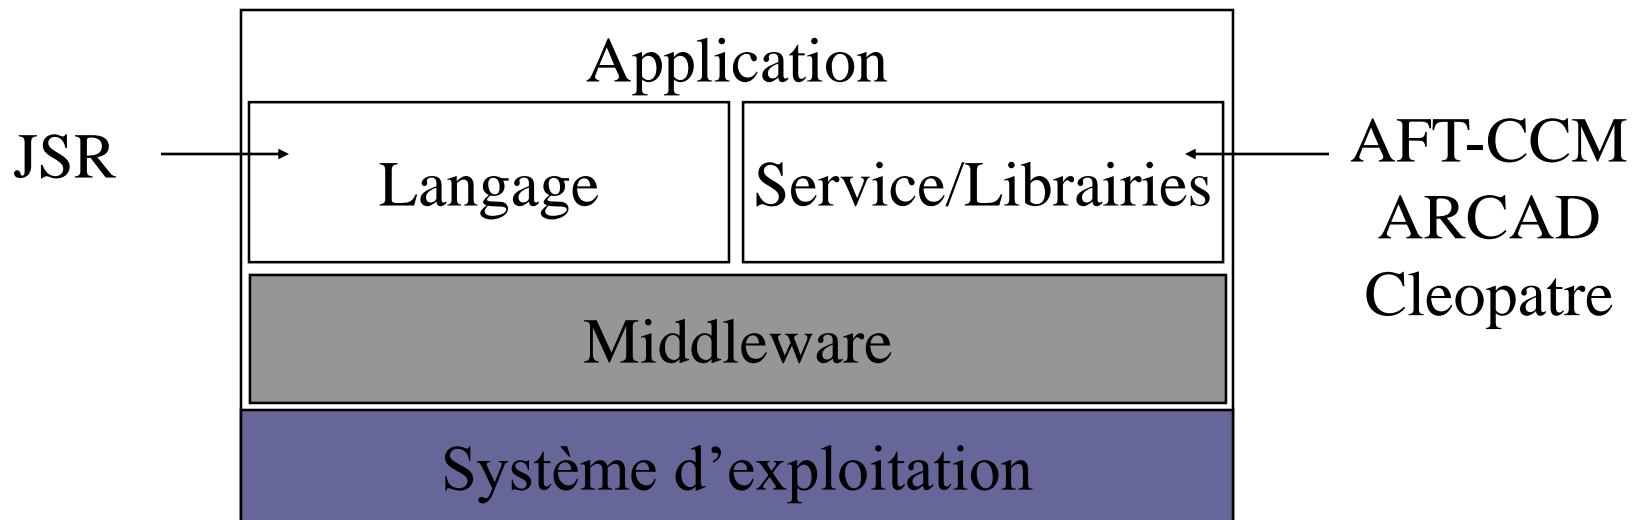 Application
JSR
Langage
Service/Librairies
AFT-CCM
ARCAD
Cleopatre
Middleware
Système d’exploitation